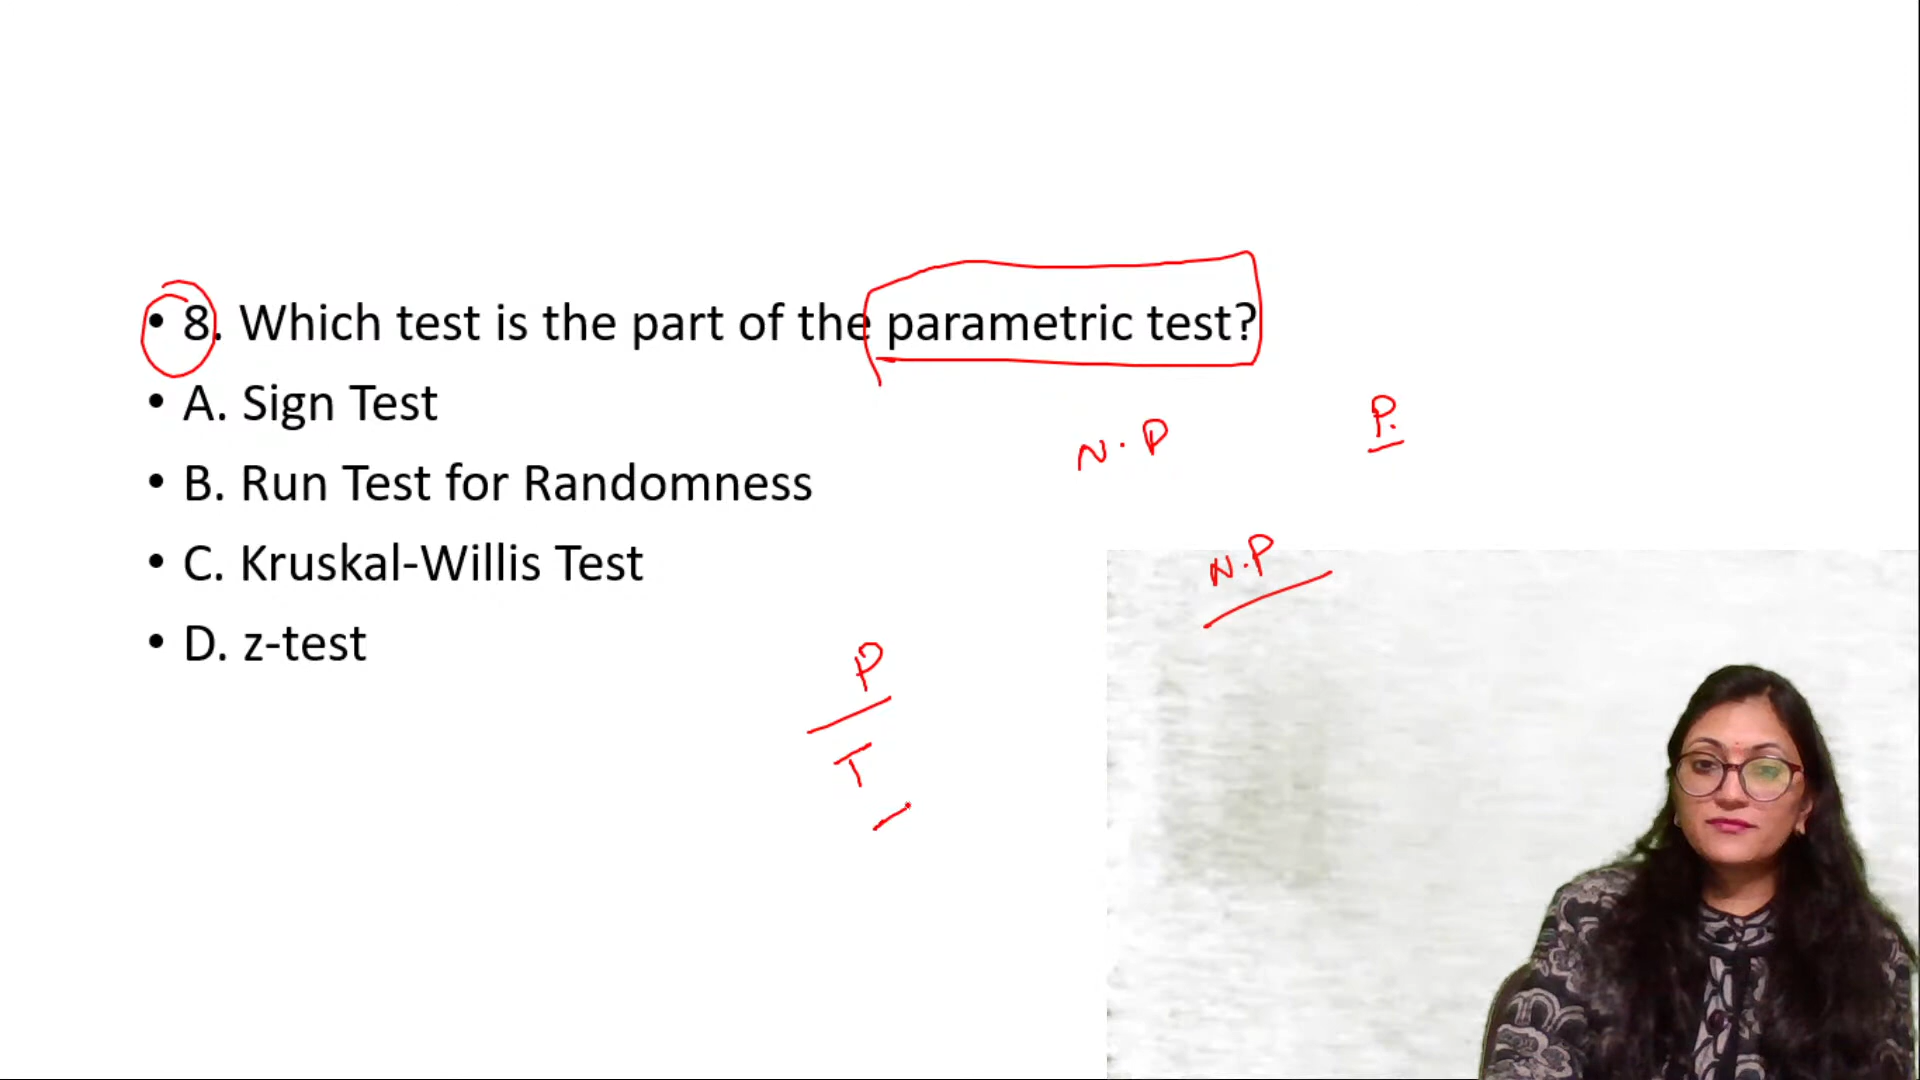 • 8. Which test is the part of the parametric test?
• A. Sign Test
N.P P.
• B. Run Test for Randomness
• C. Kruskal-Willis Test
N.P
• D. z-test
P
T